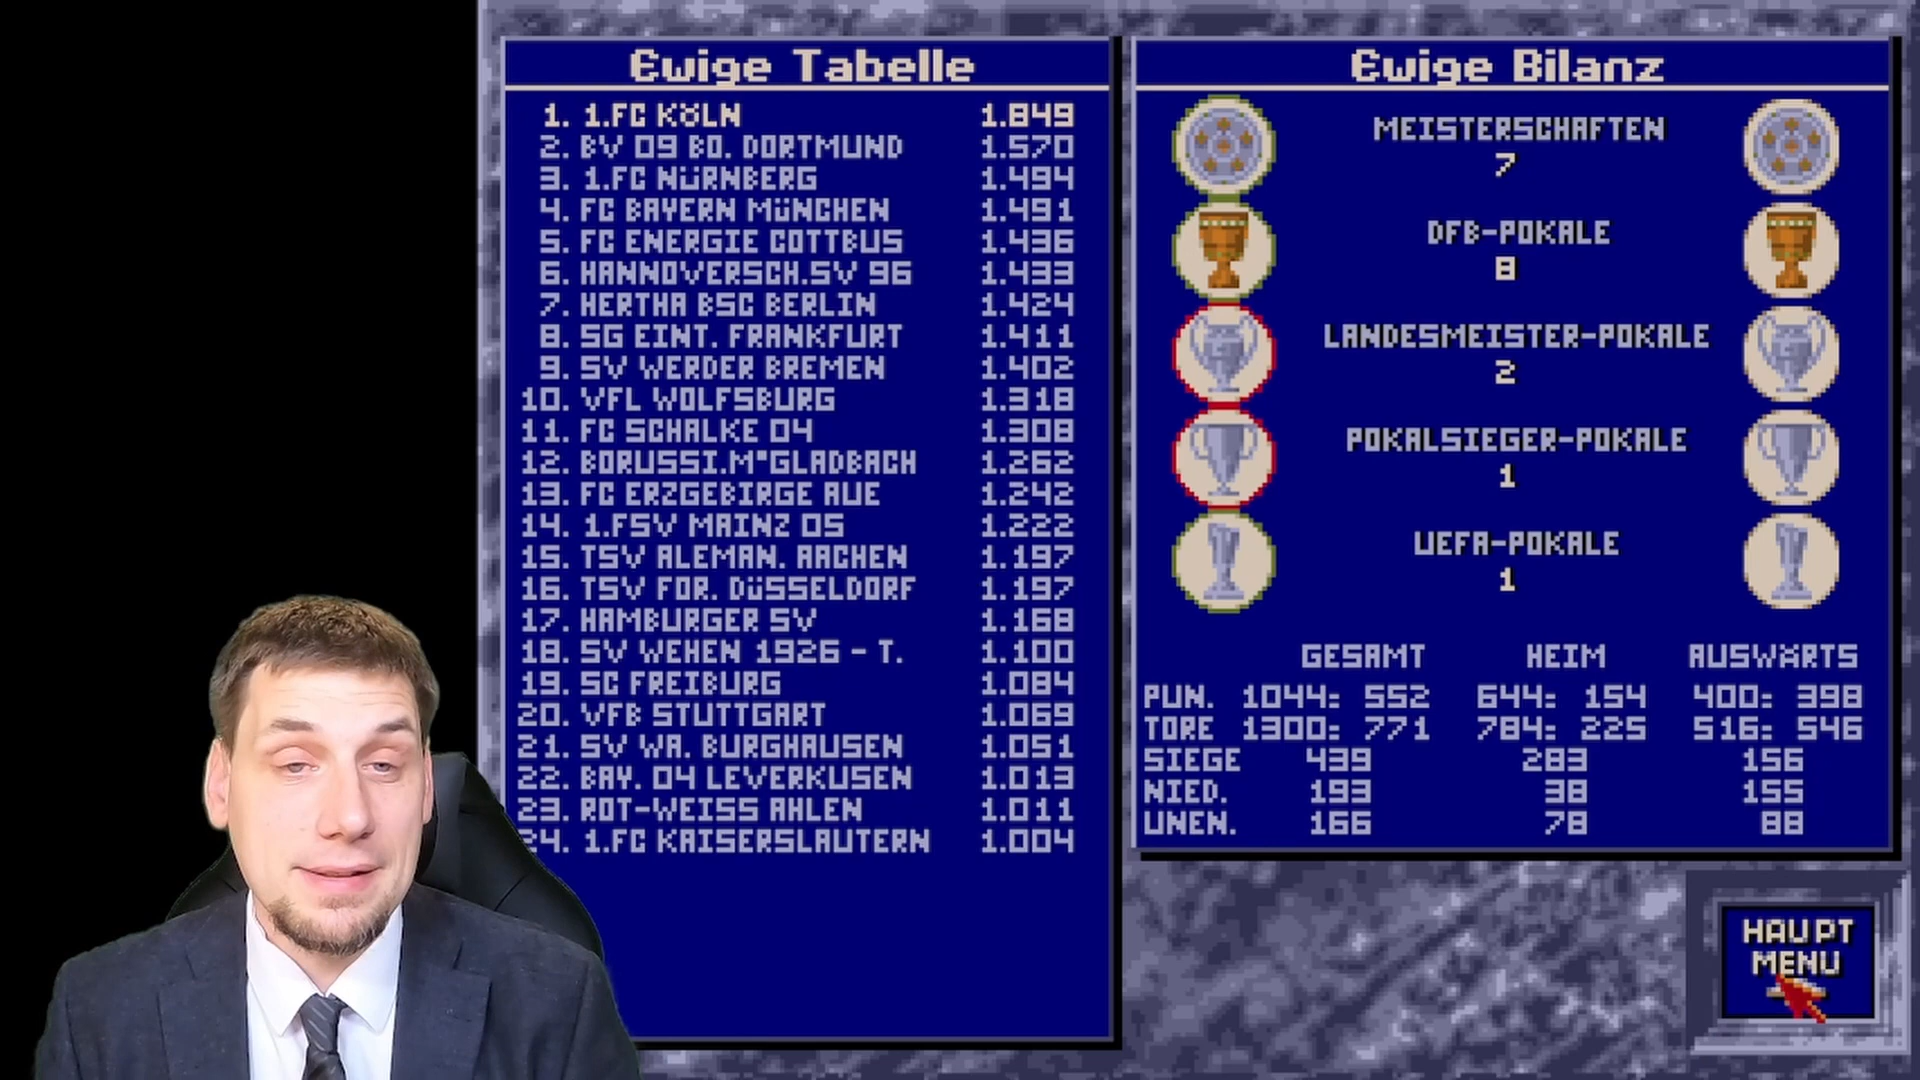 Ewige Tabelle
1. 1.FC KÖLN 1.849
2. BV 09 BO. DORTMUND 1.570
3. 1.FC NÜRNBERG 1.494
4. FC BAYERN MÜNCHEN 1.491
5. FC ENERGIE COTTBUS 1.436
6. HANNOVERSCH.SV 96 1.433
7. HERTHA BSC BERLIN 1.424
8. SG EINT. FRANKFURT 1.411
9. SV WERDER BREMEN 1.402
10. VFL WOLFSBURG 1.318
11. FC SCHALKE 04 1.308
12. BORUSSI.M"GLADBACH 1.262
13. FC ERZGEBIRGE AUE 1.242
14. 1.FSV MAINZ 05 1.222
15. TSV ALEMAN. AACHEN 1.197
16. TSV FOR. DÜSSELDORF 1.197
17. HAMBURGER SV 1.168
18. SV WEHEN 1926 - T. 1.100
19. SC FREIBURG 1.084
20. VFB STUTTGART 1.069
21. SV WA. BURGHAUSEN 1.051
22. BAY. 04 LEVERKUSEN 1.013
23. ROT-WEISS AHLEN 1.011
24. 1.FC KAISERSLAUTERN 1.004
Ewige Bilanz
MEISTERSCHAFTEN
7
DFB-POKALE
8
LANDESMEISTER-POKALE
2
POKALSIEGER-POKALE
1
UEFA-POKALE
1
GESAMT HEIM AUSWÄRTS
PUN. 1044: 552 644: 154 400: 398
TORE 1300: 771 784: 225 516: 546
SIEGE 439 283 156
NIED. 193 38 155
UNEN. 166 78 88
HAUPT
MENU